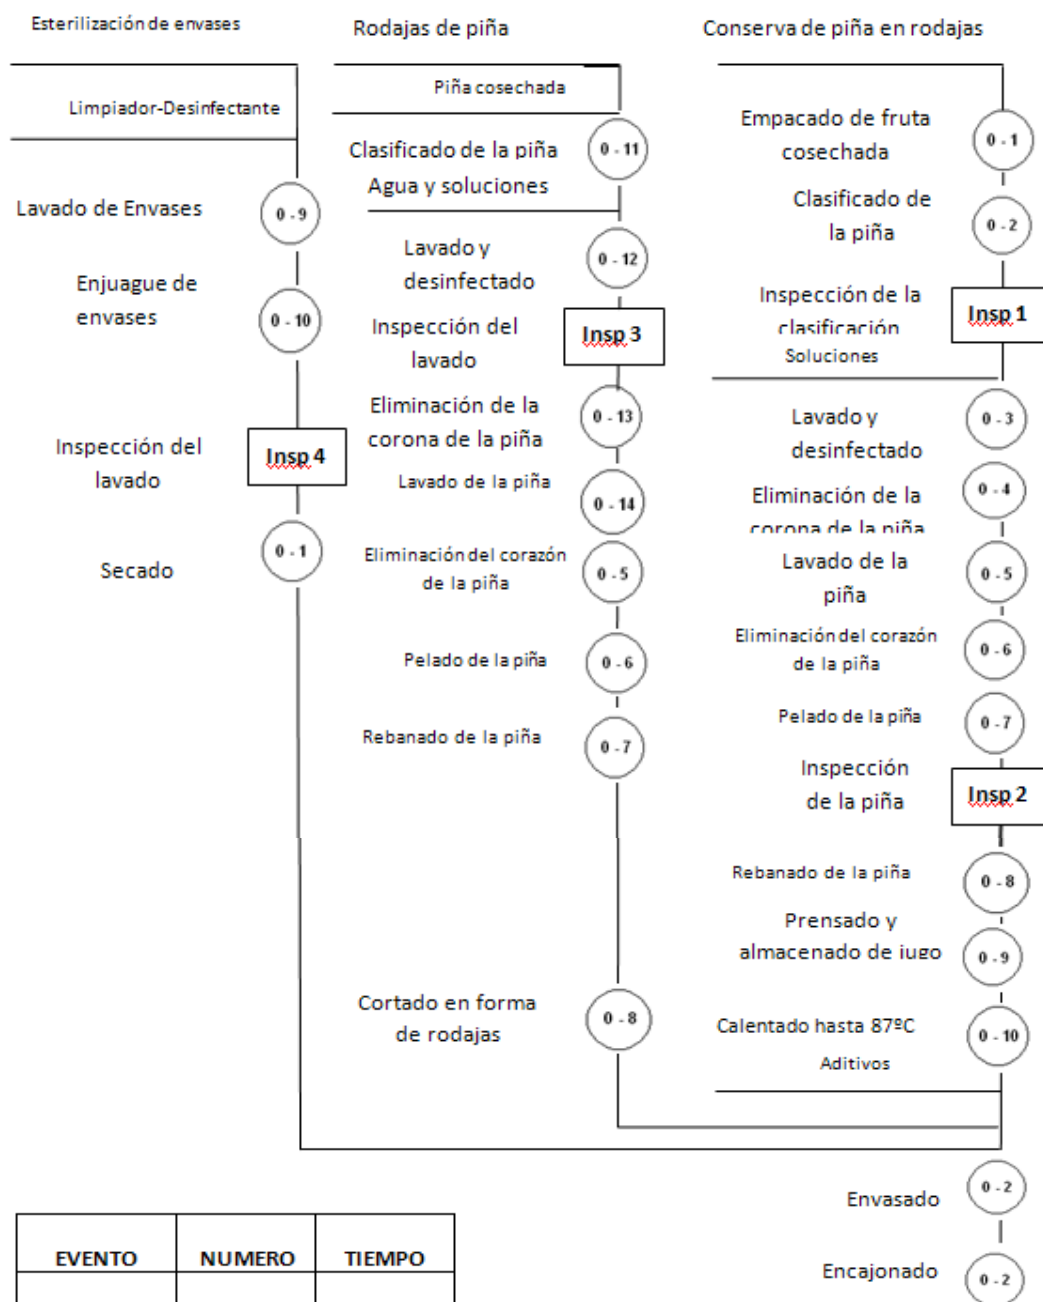 Esterilización de envases
Limpiador-Desinfectante
Lavado de Envases
0 - 9
Enjuague de
envases
0 - 10
Inspección del
lavado
Insp 4
Secado
0 - 1
Rodajas de piña
Piña cosechada
Clasificado de la piña
0 - 11
Agua y soluciones
Lavado y
desinfectado
0 - 12
Inspección del
lavado
Insp 3
Eliminación de la
corona de la piña
0 - 13
Lavado de la piña
0 - 14
Eliminación del corazón
de la piña
0 - 5
Pelado de la piña
0 - 6
Rebanado de la piña
0 - 7
Cortado en forma
de rodajas
0 - 8
Conserva de piña en rodajas
Empacado de fruta
cosechada
0 - 1
Clasificado de
la piña
0 - 2
Inspección de la
clasificación
Insp 1
Soluciones
Lavado y
desinfectado
0 - 3
Eliminación de la
corona de la piña
0 - 4
Lavado de la
piña
0 - 5
Eliminación del corazón
de la piña
0 - 6
Pelado de la piña
0 - 7
Inspección
de la piña
Insp 2
Rebanado de la piña
0 - 8
Prensado y
almacenado de jugo
0 - 9
Calentado hasta 87ºC
0 - 10
Aditivos
Envasado
0 - 2
Encajonado
0 - 2
EVENTO NUMERO TIEMPO